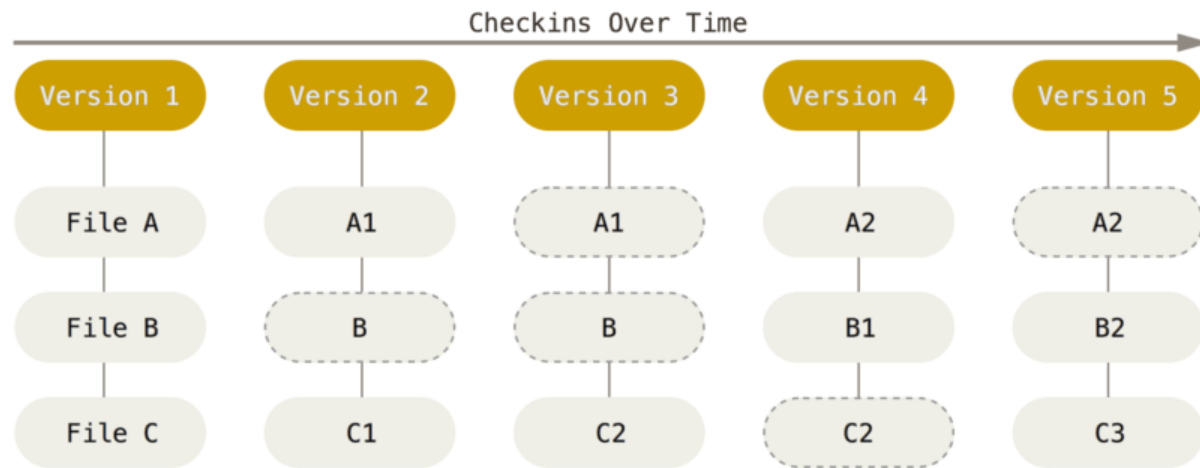 Checkins Over Time
Version 1 Version 2 Version 3 Version 4 Version 5
File A A1 A1 A2 A2
File B B B B1 B2
File C C1 C2 C2 C3